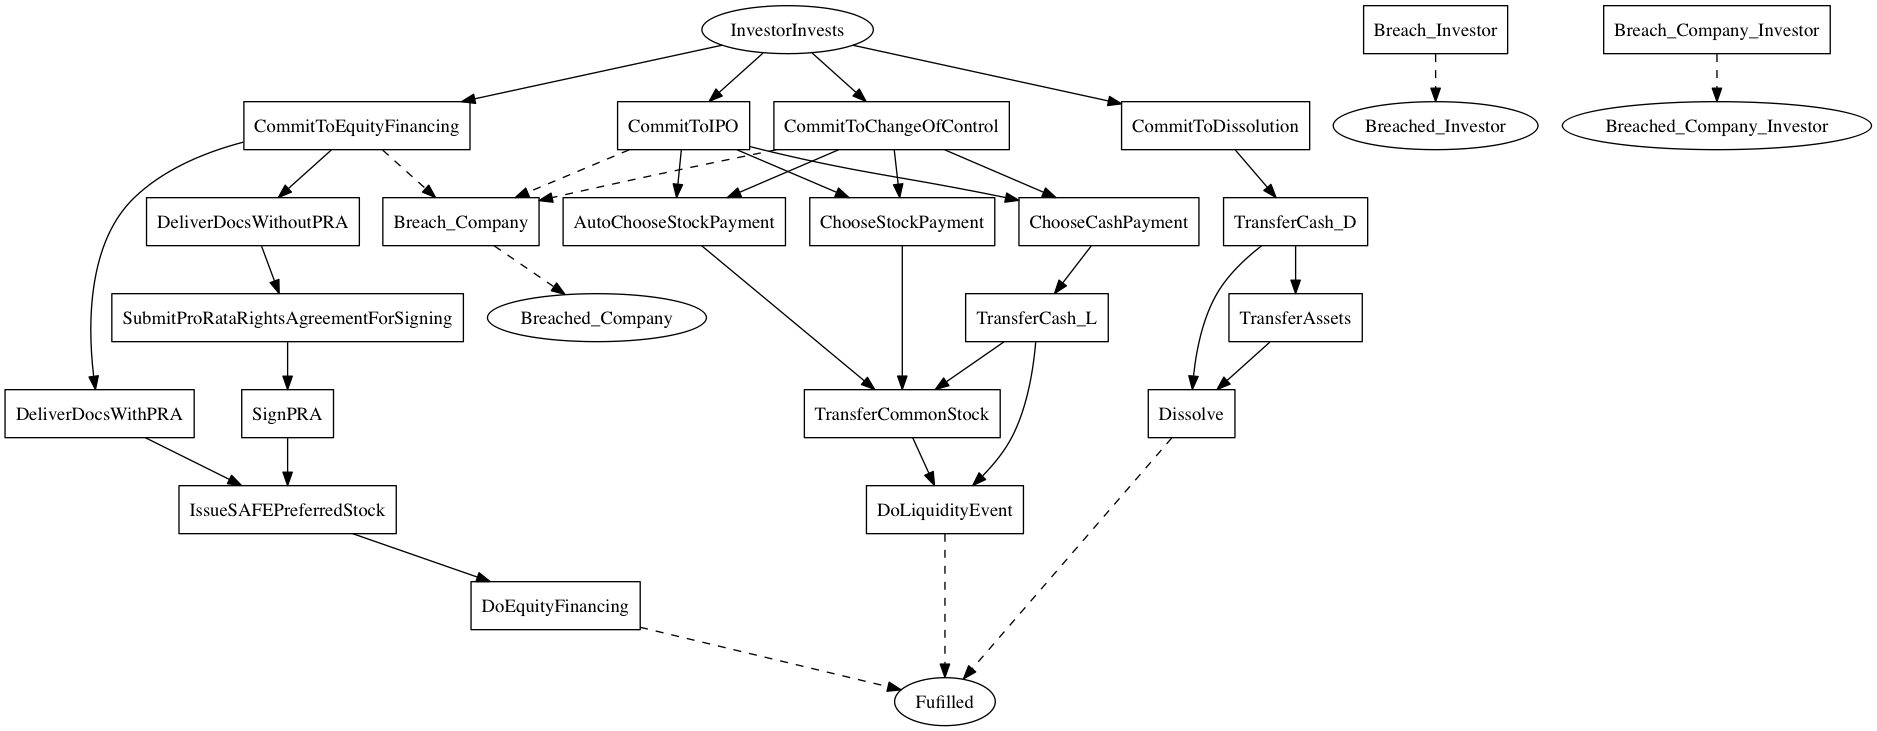 InvestorInvests
Breach_Investor
Breach_Company_Investor
CommitToEquityFinancing
CommitToIPO
CommitToChangeOfControl
CommitToDissolution
Breached_Investor
Breached_Company_Investor
DeliverDocsWithoutPRA
Breach_Company
AutoChooseStockPayment
ChooseStockPayment
ChooseCashPayment
TransferCash_D
SubmitProRataRightsAgreementForSigning
Breached_Company
TransferCash_L
TransferAssets
DeliverDocsWithPRA
SignPRA
TransferCommonStock
Dissolve
IssueSAFEPreferredStock
DoLiquidityEvent
DoEquityFinancing
Fufilled